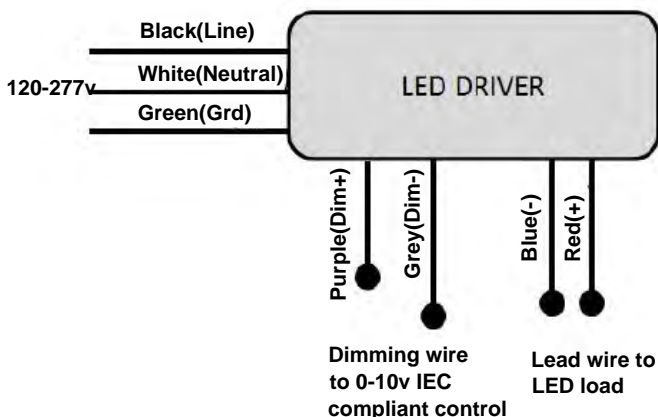 Black(Line)
120-277v
White(Neutral)
Green(Grd)
LED DRIVER
Purple(Dim+)
Grey(Dim-)
Blue(-)
Red(+)
Dimming wire
to 0-10v IEC
compliant control
Lead wire to
LED load